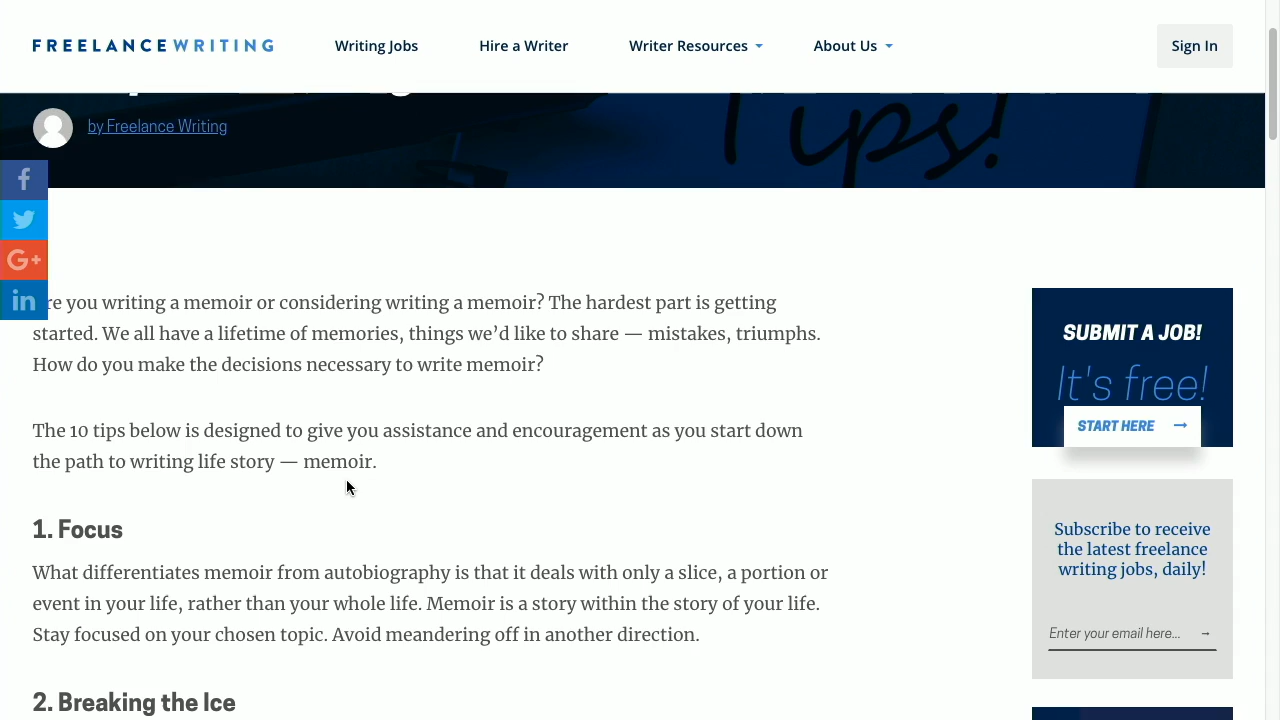 FREELANCEWRITING
Writing Jobs
Hire a Writer
Writer Resources
About Us
Sign In
Tips!
by Freelance Writing
re you writing a memoir or considering writing a memoir? The hardest part is getting
started. We all have a lifetime of memories, things we'd like to share — mistakes, triumphs.
How do you make the decisions necessary to write memoir?
The 10 tips below is designed to give you assistance and encouragement as you start down
the path to writing life story — memoir.
1. Focus
What differentiates memoir from autobiography is that it deals with only a slice, a portion or
event in your life, rather than your whole life. Memoir is a story within the story of your life.
Stay focused on your chosen topic. Avoid meandering off in another direction.
2. Breaking the Ice
SUBMIT A JOB!
It's free!
START HERE →
Subscribe to receive
the latest freelance
writing jobs, daily!
Enter your email here... →